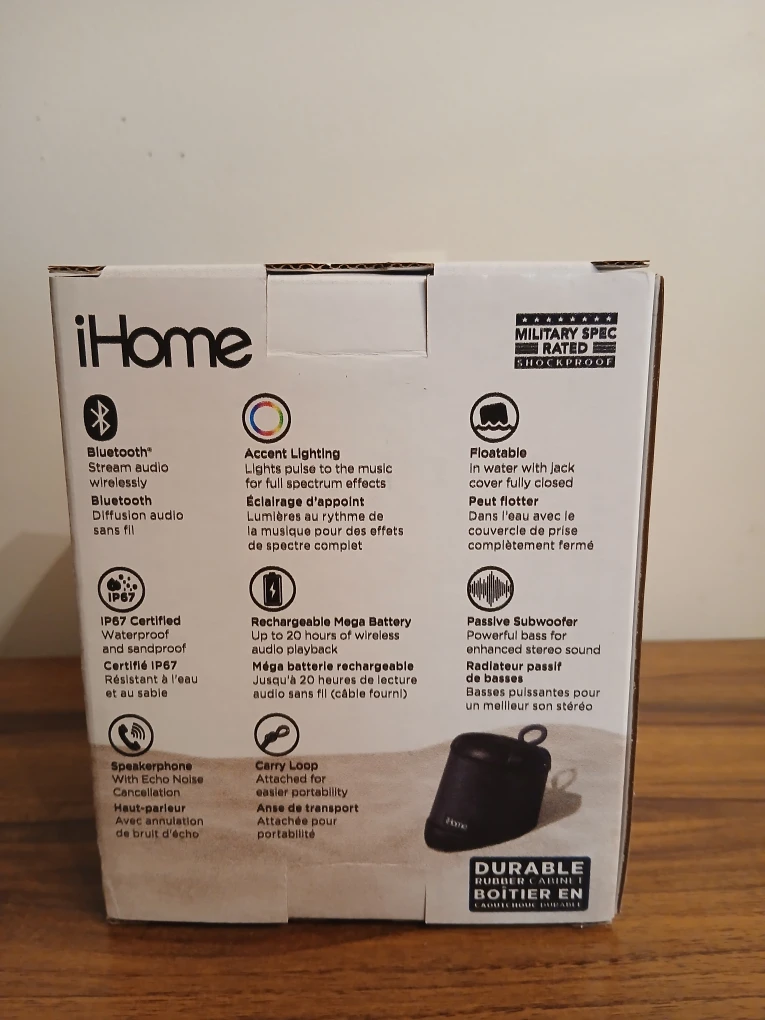 iHome
MILITARY SPEC
RATED
SHOCKPROOF
Bluetooth®
Stream audio
wirelessly
Bluetooth
Diffusion audio
sans fil
Accent Lighting
Lights pulse to the music
for full spectrum effects
Éclairage d'appoint
Lumières au rythme de
la musique pour des effets
de spectre complet
Floatable
In water with jack
cover fully closed
Peut flotter
Dans l'eau avec le
couvercle de prise
complètement fermé
IP67
IP67 Certified
Waterproof
and sandproof
Certifié IP67
Résistant à l'eau
et au sable
Rechargeable Mega Battery
Up to 20 hours of wireless
audio playback
Méga batterie rechargeable
Jusqu'à 20 heures de lecture
audio sans fil (câble fourni)
Passive Subwoofer
Powerful bass for
enhanced stereo sound
Radiateur passif
de basses
Basses puissantes pour
un meilleur son stéréo
Speakerphone
With Echo Noise
Cancellation
Haut-parleur
Avec annulation
de bruit d'écho
Carry Loop
Attached for
easier portability
Anse de transport
Attachée pour
portabilité
iHome
DURABLE
RUBBER CABINET
BOÎTIER EN
CAOUTCHOUC DURABLE